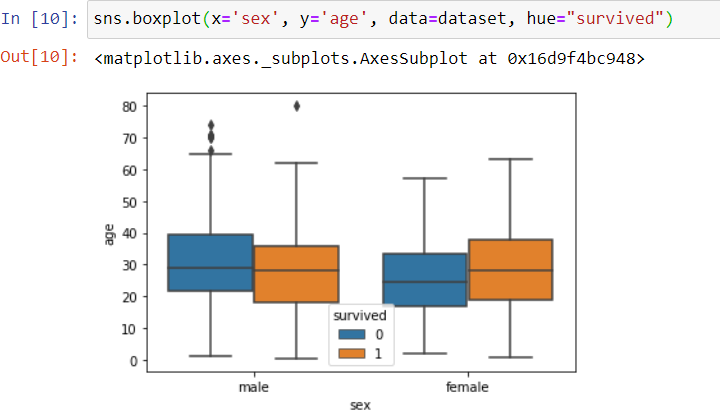 In [10]: sns.boxplot(x='sex', y='age', data=dataset, hue="survived")
Out[10]: <matplotlib.axes._subplots.AxesSubplot at 0x16d9f4bc948>
80
70
60
50
40
30
20
10
0
age
survived
0
1
male female
sex